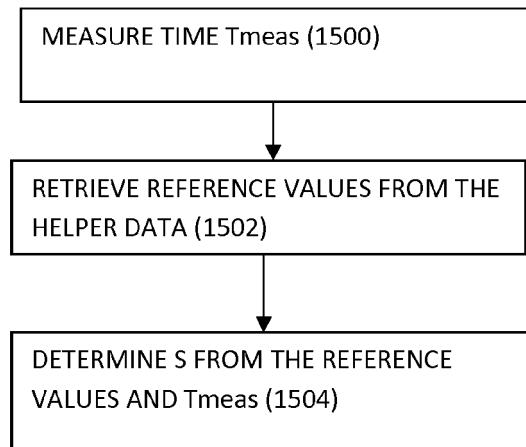 MEASURE TIME Tmeas (1500)
RETRIEVE REFERENCE VALUES FROM THE
HELPER DATA (1502)
DETERMINE S FROM THE REFERENCE
VALUES AND Tmeas (1504)